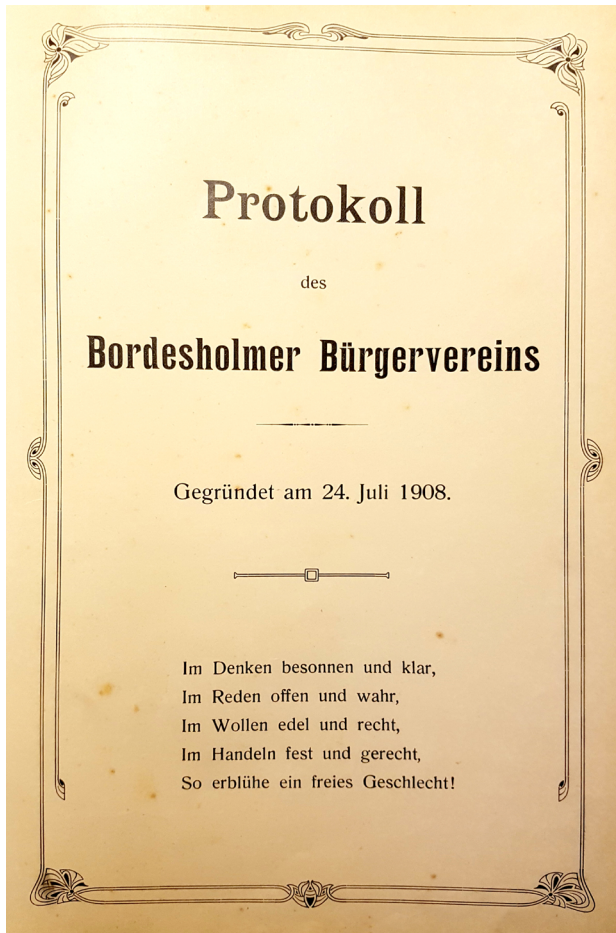 Protokoll
des
Bordesholmer Bürgervereins
Gegründet am 24. Juli 1908.
Im Denken besonnen und klar,
Im Reden offen und wahr,
Im Wollen edel und recht,
Im Handeln fest und gerecht,
So erblühe ein freies Geschlecht!